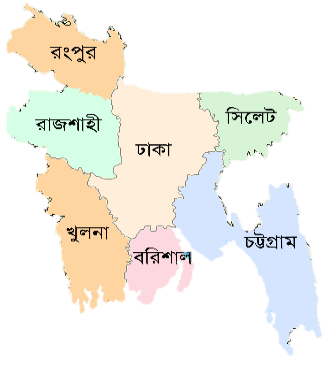 রংপুর
রাজশাহী
ঢাকা
সিলেট
খুলনা
বরিশাল
চট্টগ্রাম